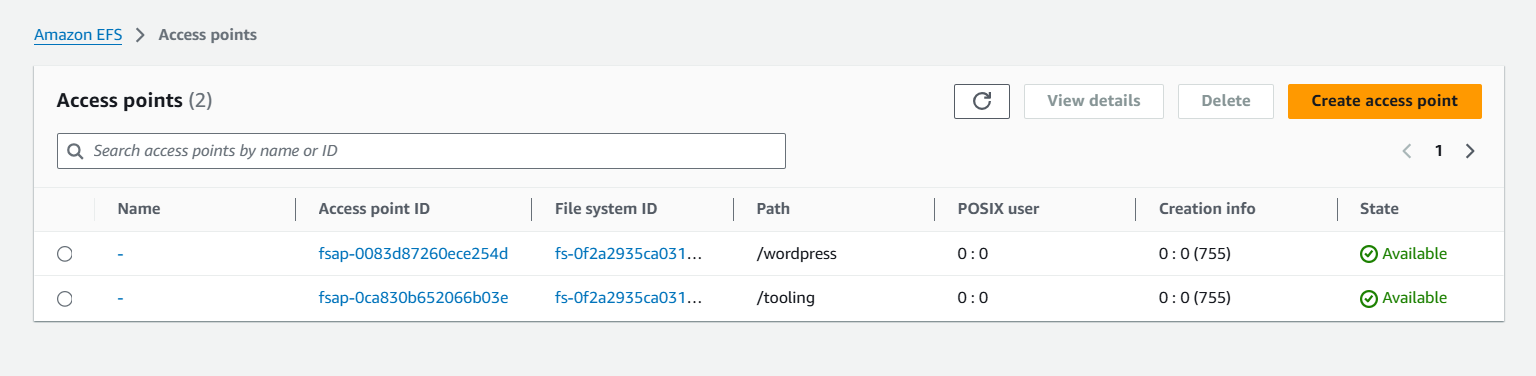 Amazon EFS > Access points
Access points (2) View details Delete Create access point
Search access points by name or ID 1
Name Access point ID File system ID Path POSIX user Creation info State
- fsap-0083d87260ece254d fs-0f2a2935ca031... /wordpress 0 : 0 0 : 0 (755) Available
- fsap-0ca830b652066b03e fs-0f2a2935ca031... /tooling 0 : 0 0 : 0 (755) Available